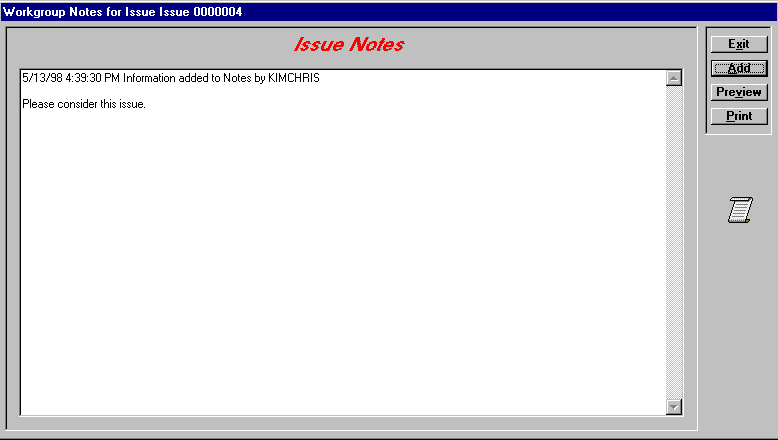 Workgroup Notes for Issue Issue 0000004
Issue Notes
5/13/98 4:39:30 PM Information added to Notes by KIMCHRIS
Please consider this issue.
Exit
Add
Preview
Print